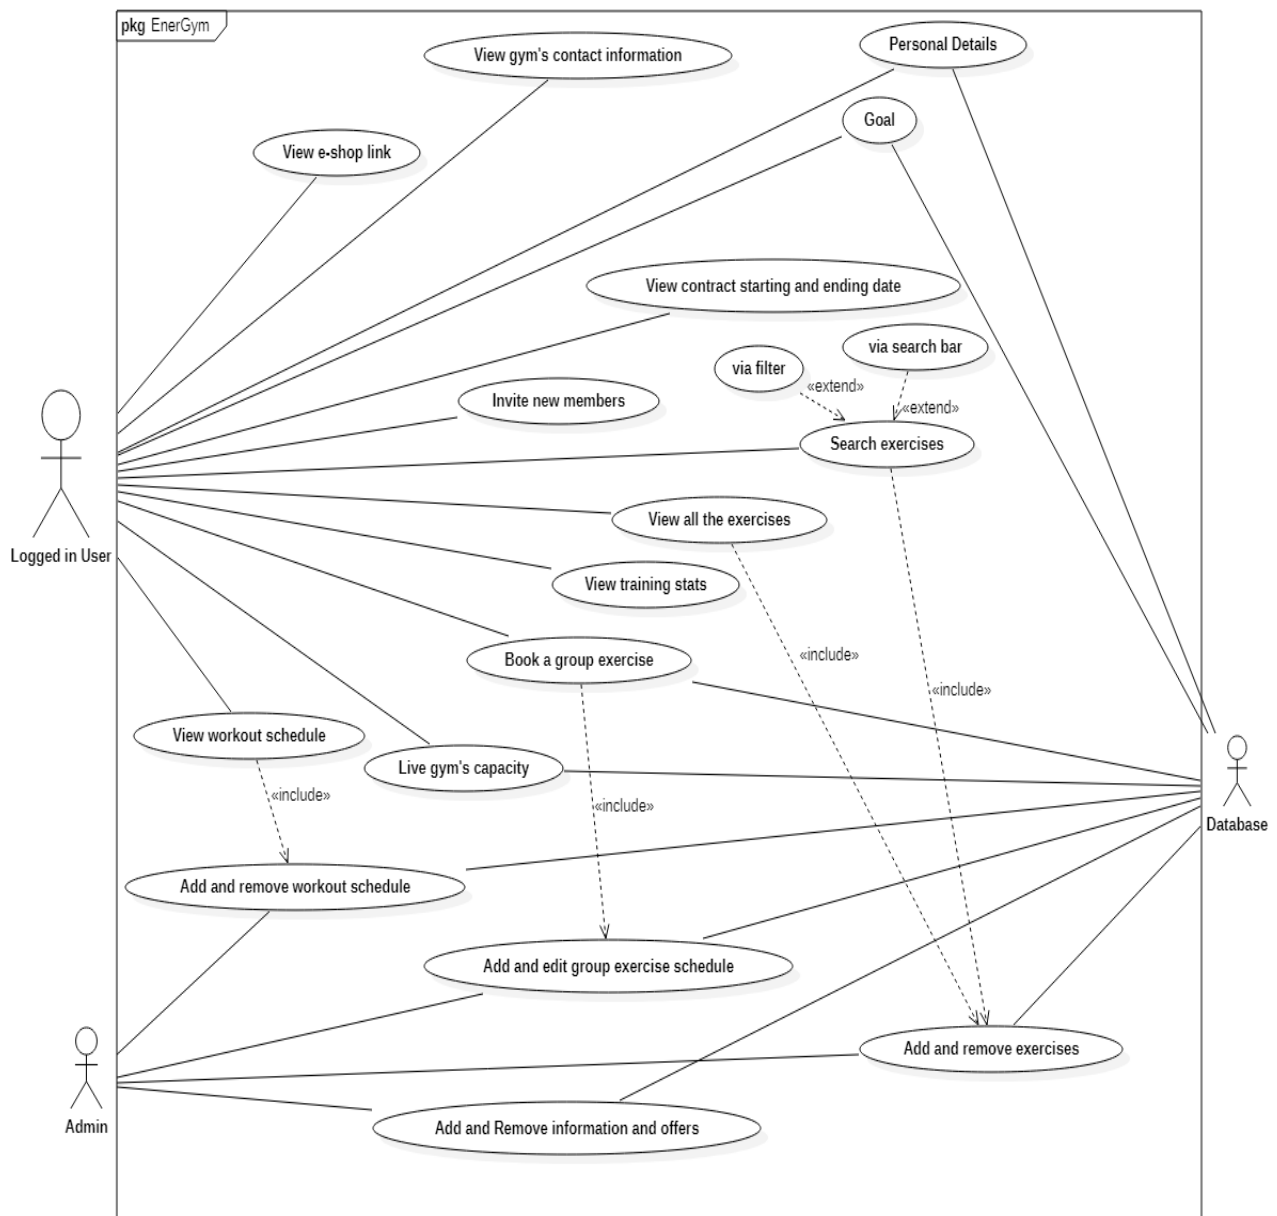 pkg EnerGym
View gym's contact information
Personal Details
Goal
View e-shop link
View contract starting and ending date
via search bar
via filter
«extend»
«extend»
Invite new members
Search exercises
View all the exercises
Logged in User
View training stats
Book a group exercise
«include»
«include»
View workout schedule
Live gym's capacity
«include»
«include»
Database
Add and remove workout schedule
Add and edit group exercise schedule
Add and remove exercises
Admin
Add and Remove information and offers